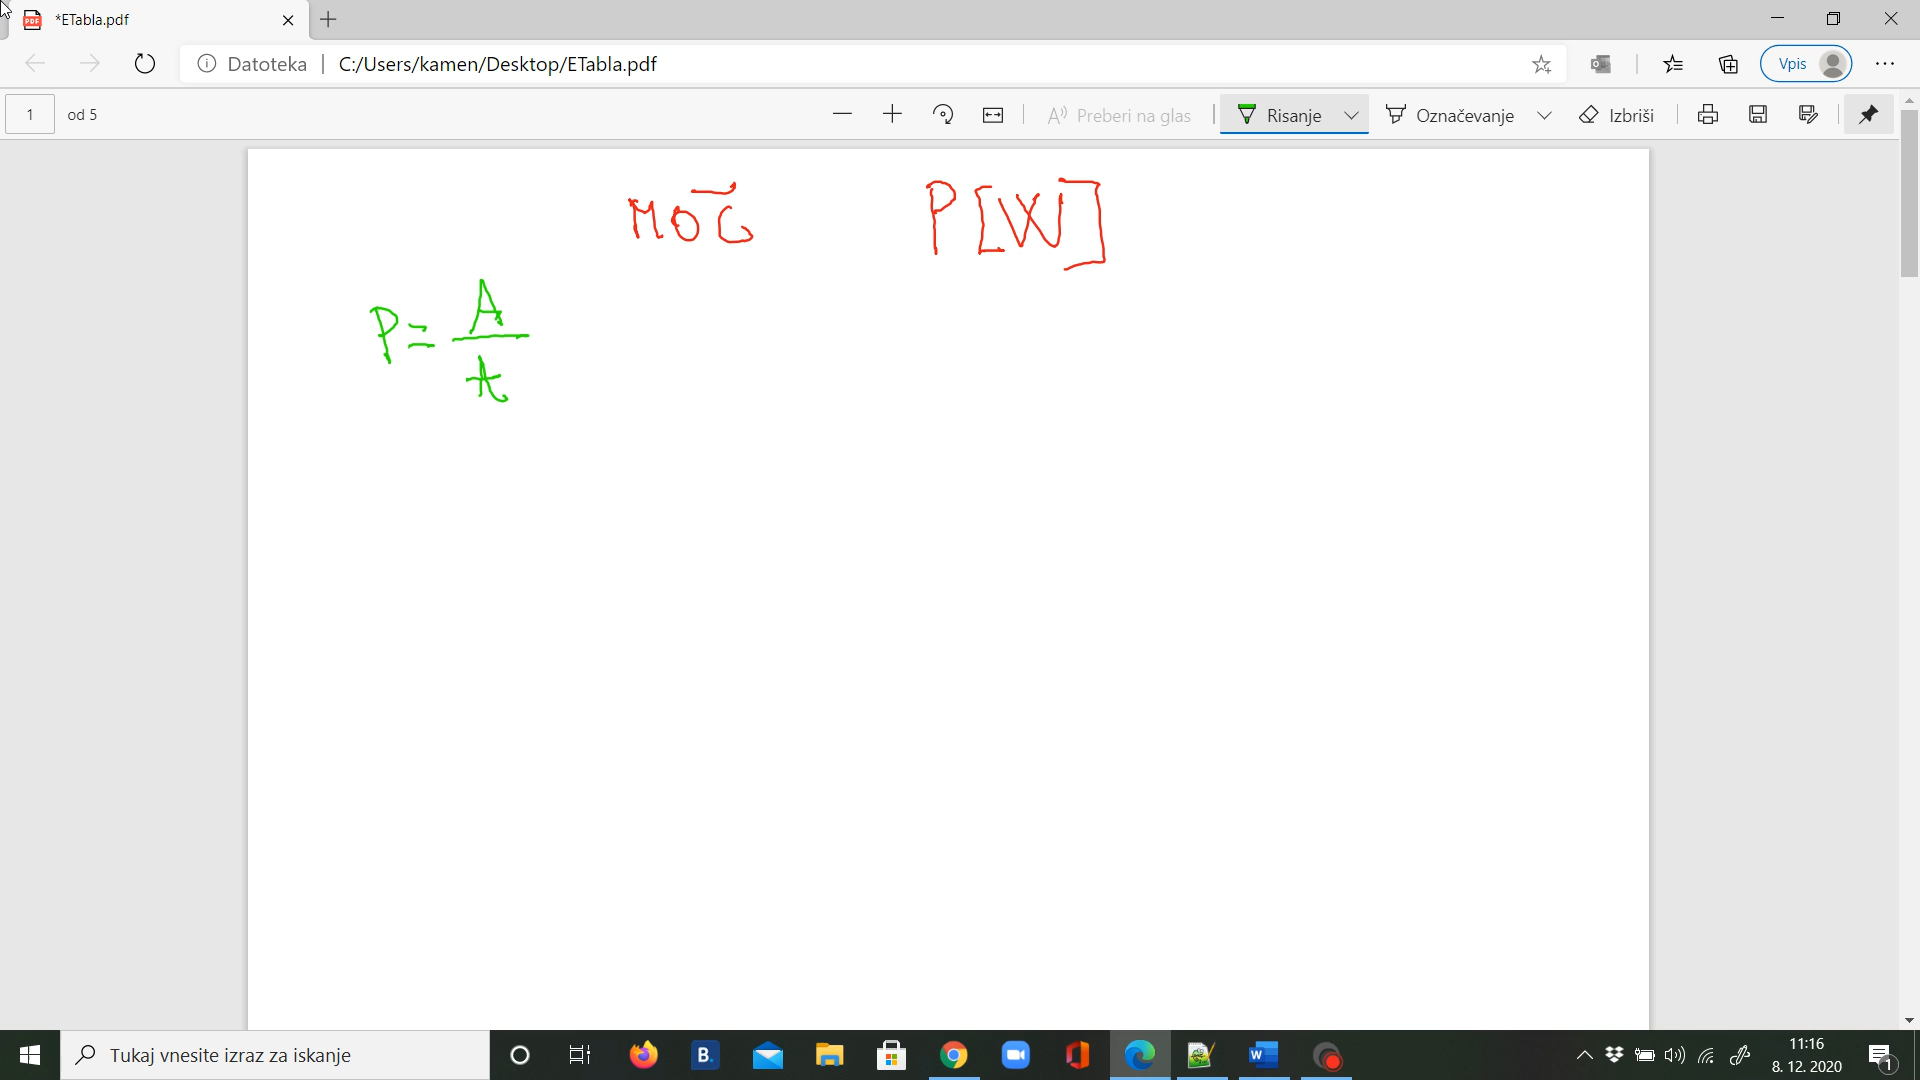 *ETabla.pdf
Datoteka | C:/Users/kamen/Desktop/ETabla.pdf
Vpis
1 od 5
Preberi na glas
Risanje
Označevanje
Izbriši
MOČ P[W]
P = A/t
Tukaj vnesite izraz za iskanje
B.
11:16
8. 12. 2020
1